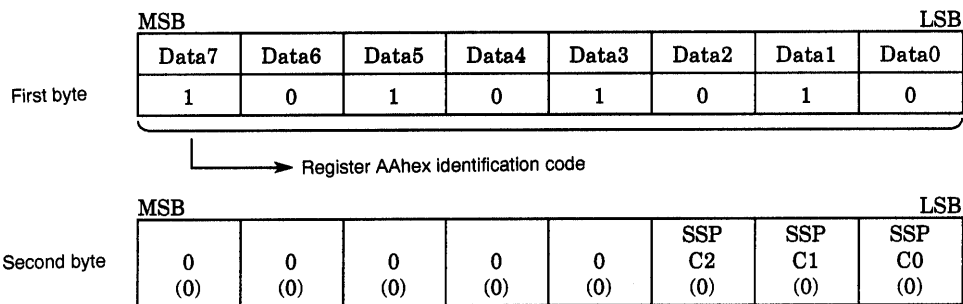 MSB LSB
Data7 Data6 Data5 Data4 Data3 Data2 Data1 Data0
First byte 1 0 1 0 1 0 1 0
Register AAhex identification code
MSB LSB
SSP SSP SSP
Second byte 0 0 0 0 0 C2 C1 C0
(0) (0) (0) (0) (0) (0) (0) (0)